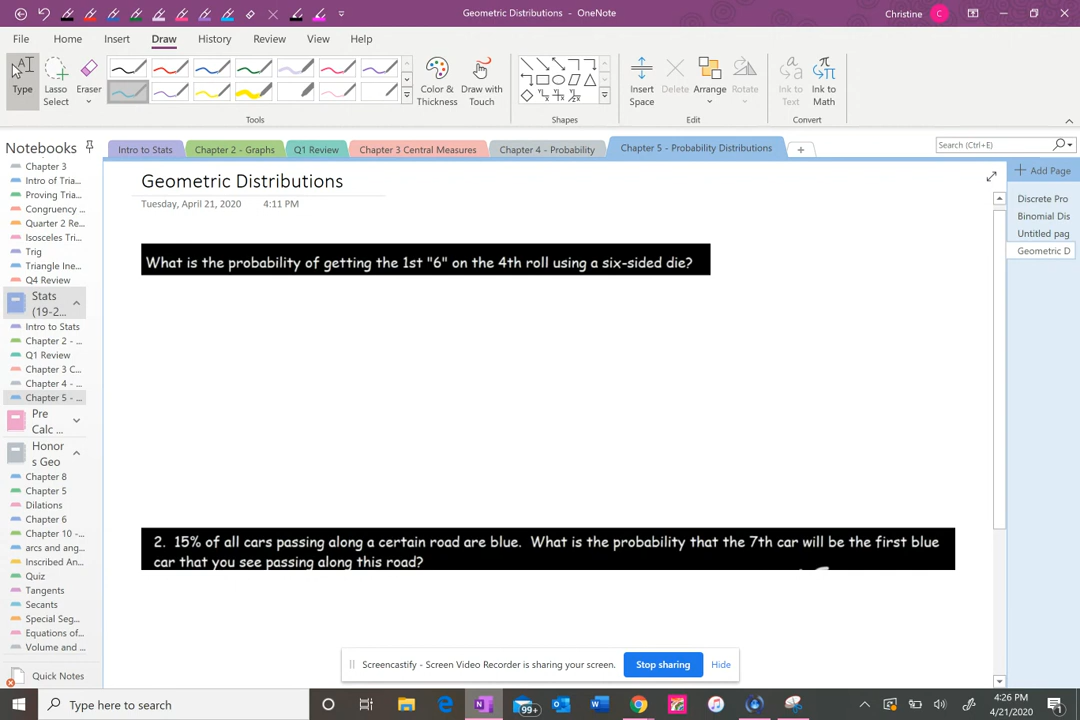 Geometric Distributions - OneNote
Christine
C
File
Home
Insert
Draw
History
Review
View
Help
Type
Lasso
Select
Eraser
Color &
Thickness
Draw with
Touch
Insert
Space
Delete
Arrange
Rotate
Ink to
Text
Ink to
Math
Tools
Shapes
Edit
Convert
Notebooks
Intro to Stats
Chapter 2 - Graphs
Q1 Review
Chapter 3 Central Measures
Chapter 4 - Probability
Chapter 5 - Probability Distributions
Search (Ctrl+E)
Chapter 3
Intro of Tria...
Proving Tria...
Congruency ...
Quarter 2 Re...
Isosceles Tri...
Trig
Triangle Ine...
Q4 Review
Stats
(19-2...
Intro to Stats
Chapter 2 - ...
Q1 Review
Chapter 3 C...
Chapter 4 - ...
Chapter 5 - ...
Pre
Calc ...
Honor
s Geo
Chapter 8
Chapter 5
Dilations
Chapter 6
Chapter 10 -...
arcs and ang...
Inscribed An...
Quiz
Tangents
Secants
Special Seg...
Equations of...
Volume and ...
Quick Notes
Geometric Distributions
Tuesday, April 21, 2020 4:11 PM
What is the probability of getting the 1st "6" on the 4th roll using a six-sided die?
2. 15% of all cars passing along a certain road are blue. What is the probability that the 7th car will be the first blue
car that you see passing along this road?
Add Page
Discrete Pro
Binomial Dis
Untitled pag
Geometric D
Screencastify - Screen Video Recorder is sharing your screen.
Stop sharing
Hide
Type here to search
99+
4:26 PM
4/21/2020